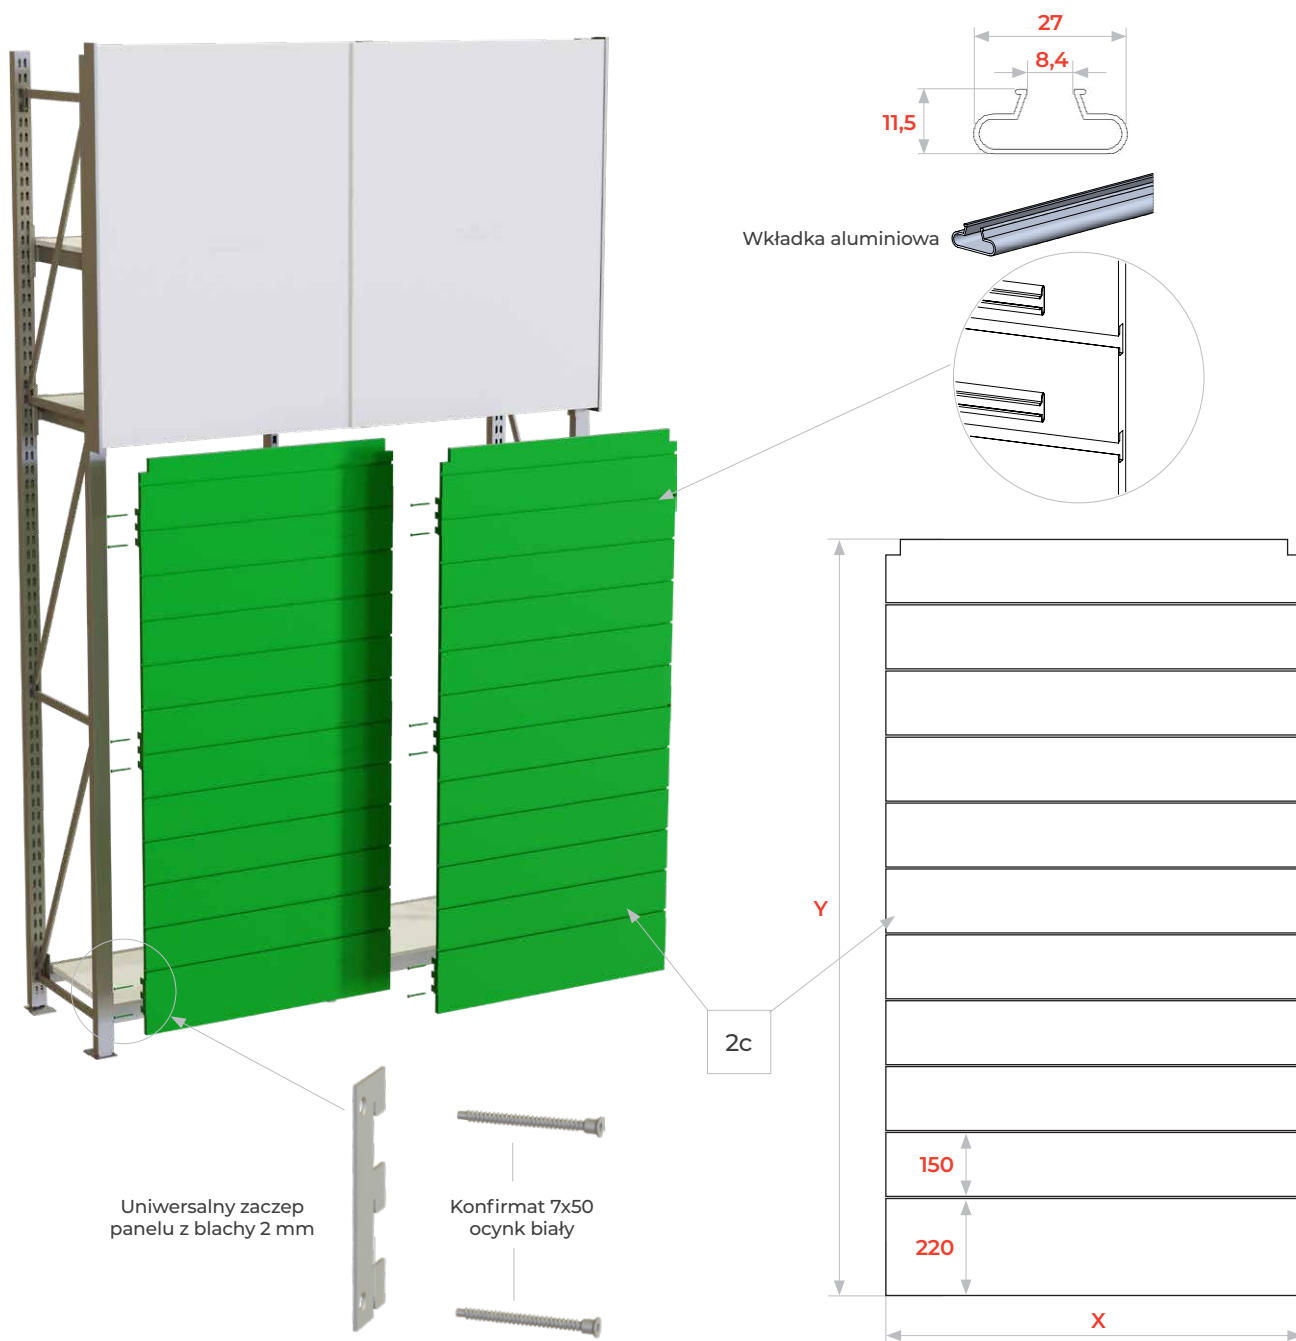 27
8,4
11,5
Wkładka aluminiowa
Y
2c
150
220
X
Uniwersalny zaczep
panelu z blachy 2 mm
Konfirmat 7x50
ocynk biały